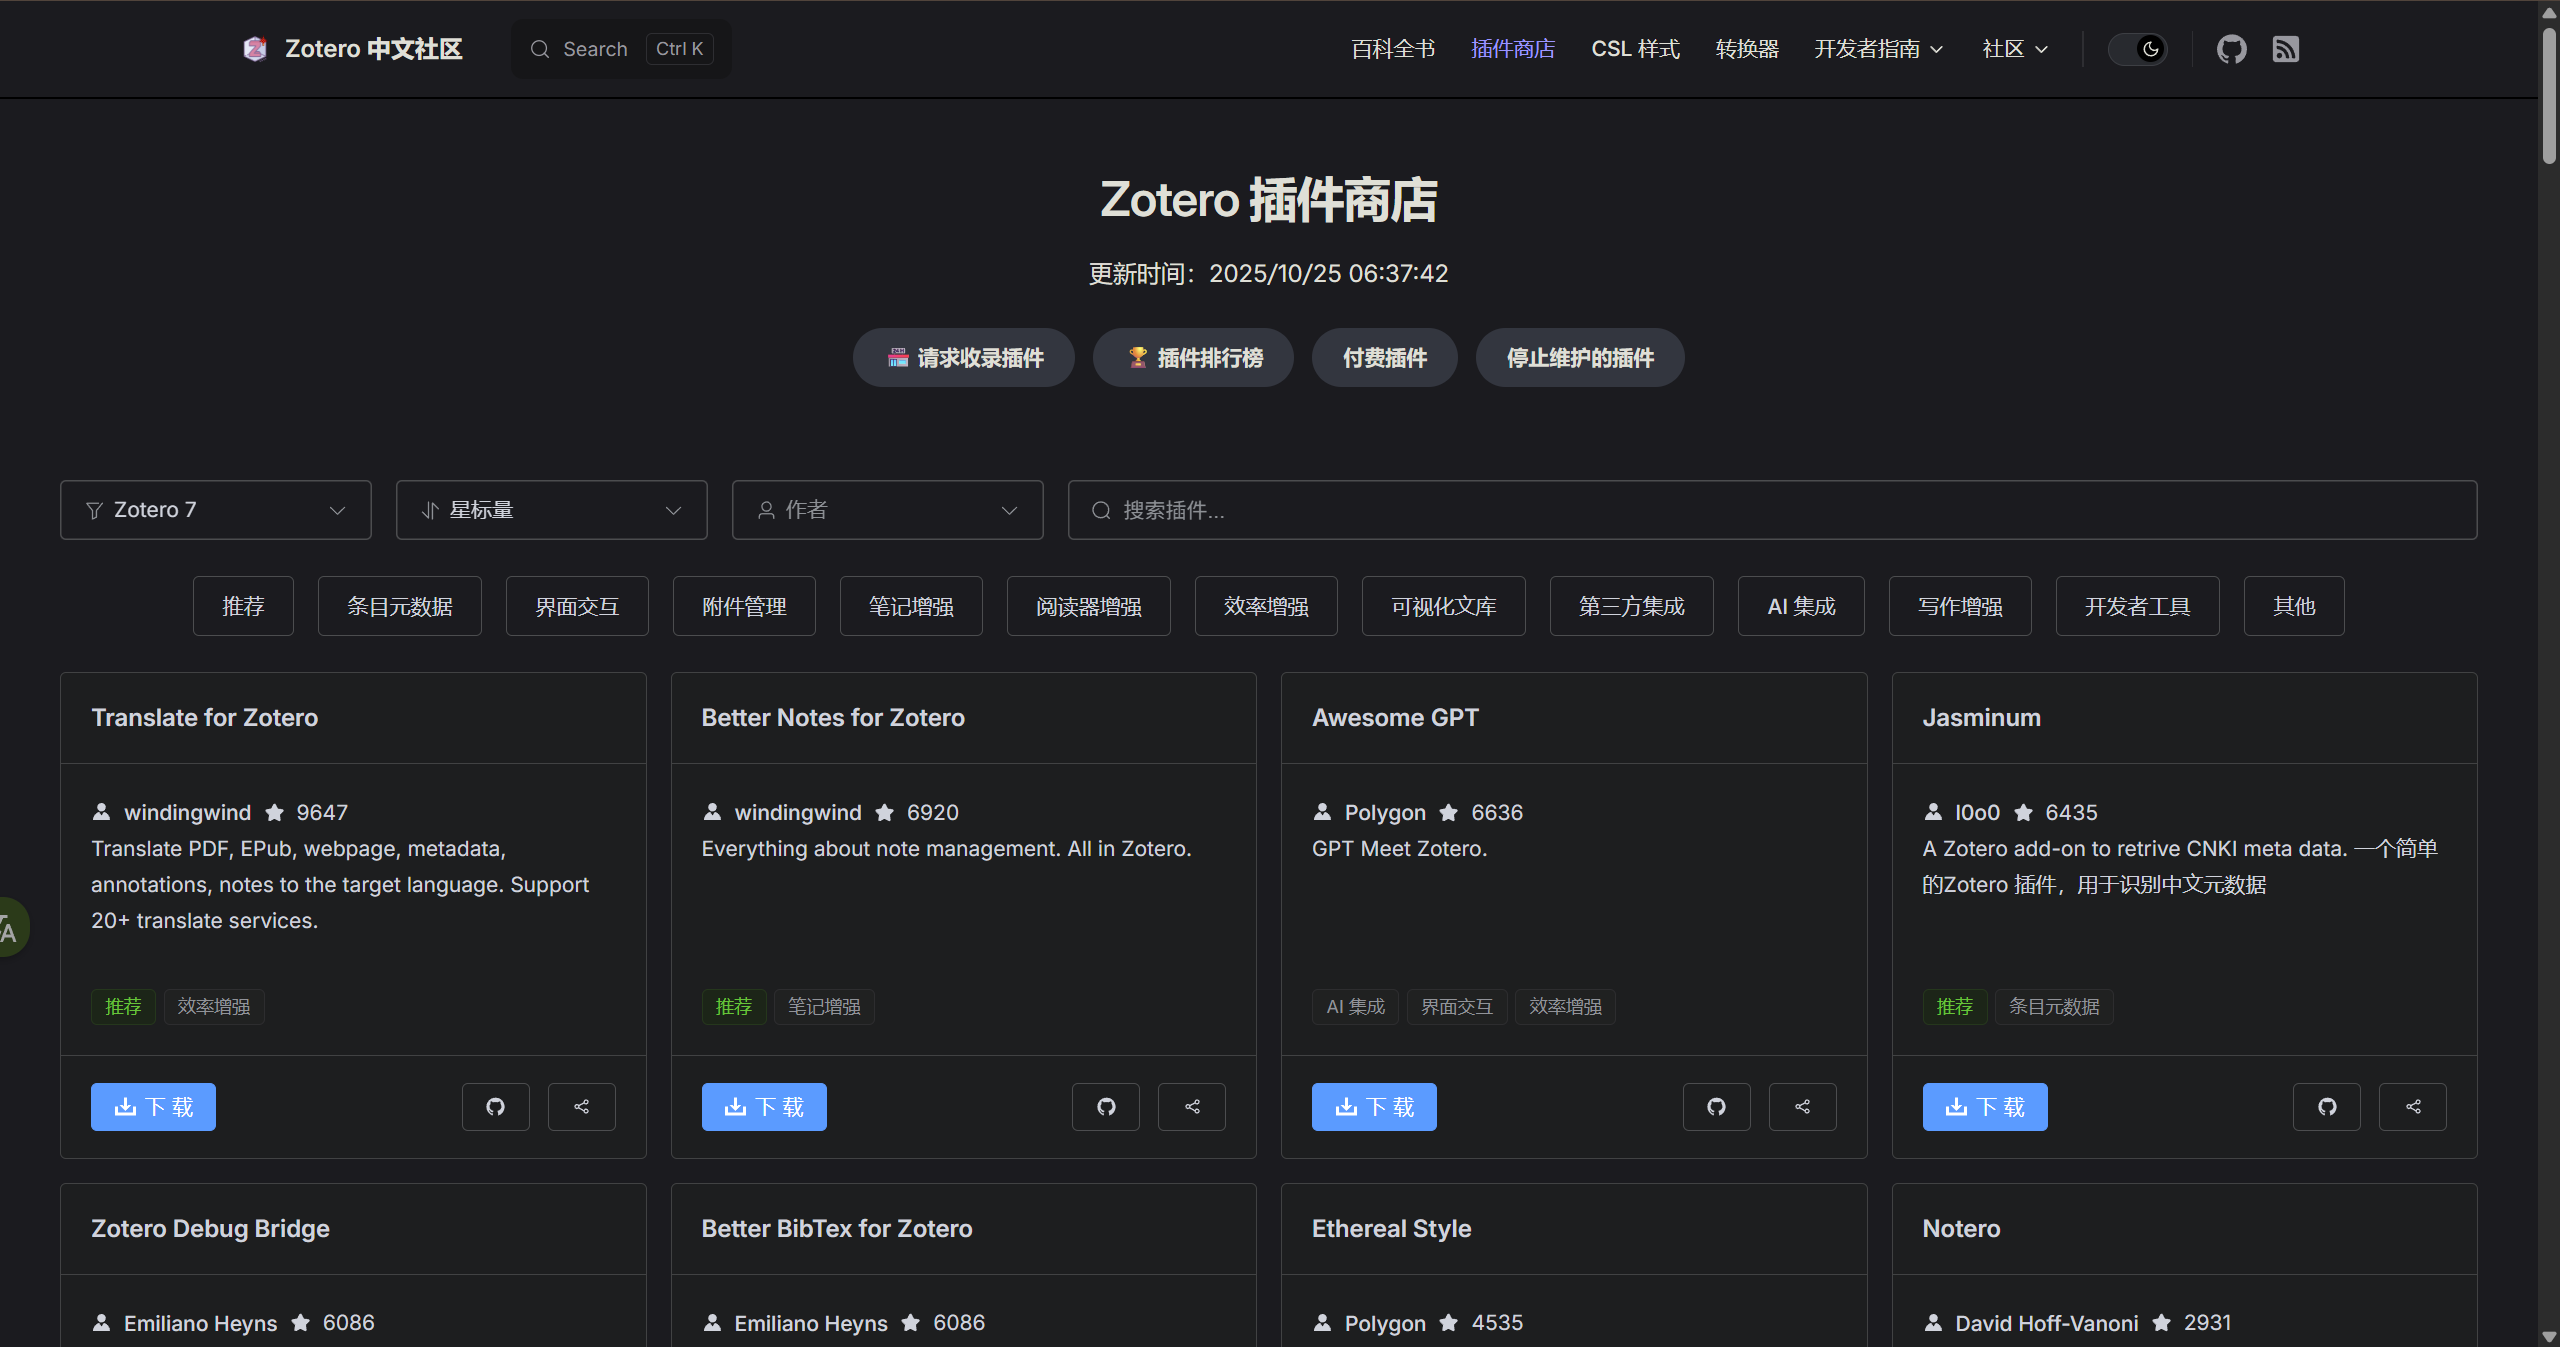 Zotero 中文社区
Search
Ctrl K
百科全书
插件商店
CSL 样式
转换器
开发者指南
社区
Zotero 插件商店
更新时间：2025/10/25 06:37:42
请求收录插件
插件排行榜
付费插件
停止维护的插件
Zotero 7
星标量
作者
搜索插件...
推荐
条目元数据
界面交互
附件管理
笔记增强
阅读器增强
效率增强
可视化文库
第三方集成
AI 集成
写作增强
开发者工具
其他
Translate for Zotero
windingwind 9647
Translate PDF, EPub, webpage, metadata,
annotations, notes to the target language. Support
20+ translate services.
推荐
效率增强
下载
Better Notes for Zotero
windingwind 6920
Everything about note management. All in Zotero.
推荐
笔记增强
下载
Awesome GPT
Polygon 6636
GPT Meet Zotero.
AI 集成
界面交互
效率增强
下载
Jasminum
l0o0 6435
A Zotero add-on to retrive CNKI meta data. 一个简单
的Zotero 插件，用于识别中文元数据
推荐
条目元数据
下载
Zotero Debug Bridge
Emiliano Heyns 6086
Better BibTex for Zotero
Emiliano Heyns 6086
Ethereal Style
Polygon 4535
Notero
David Hoff-Vanoni 2931